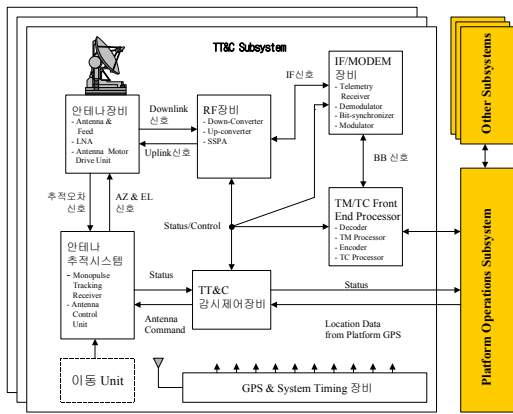 TT&C Subsystem
안테나장비
- Antenna &
Feed
- LNA
- Antenna Motor
Drive Unit
Downlink
신호
Uplink신호
RF장비
- Down-Converter
- Up-converter
- SSPA
IF신호
IF/MODEM
장비
- Telemetry
Receiver
- Demodulator
- Bit-synchronizer
- Modulator
BB 신호
추적오차
신호
AZ & EL
신호
Status/Control
TM/TC Front
End Processor
- Decoder
- TM Processor
- Encoder
- TC Processor
안테나
추적시스템
- Monopulse
Tracking
Receiver
- Antenna
Control
Unit
Status
Antenna
Command
TT&C
감시제어장비
Status
Location Data
from Platform GPS
이동 Unit
GPS & System Timing 장비
Other Subsystems
Platform Operations Subsystem